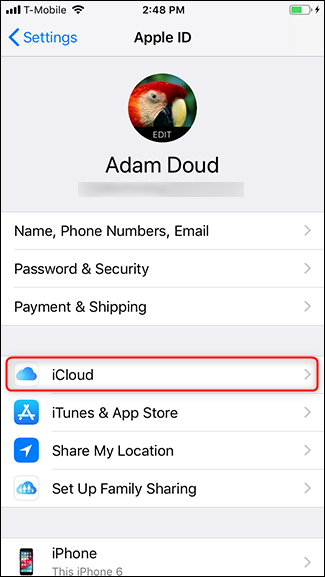 T-Mobile 2:48 PM
Settings Apple ID
EDIT
Adam Doud
Name, Phone Numbers, Email
Password & Security
Payment & Shipping
iCloud
iTunes & App Store
Share My Location
Set Up Family Sharing
iPhone
This iPhone 6